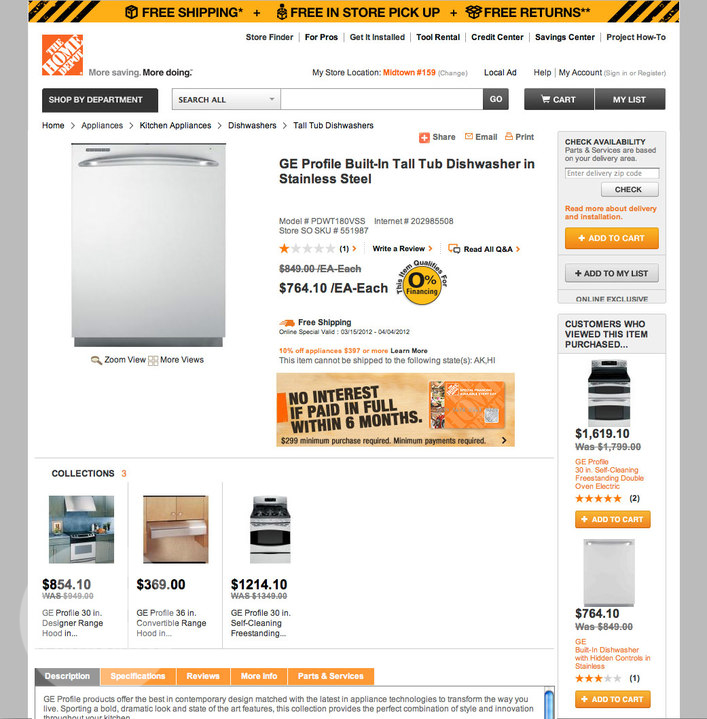 FREE SHIPPING* + FREE IN STORE PICK UP + FREE RETURNS**
Store Finder | For Pros | Get It Installed | Tool Rental | Credit Center | Savings Center | Project How-To
THE HOME DEPOT
More saving. More doing.
My Store Location: Midtown #159 (Change) Local Ad Help | My Account (Sign in or Register)
SHOP BY DEPARTMENT SEARCH ALL GO CART MY LIST
Home > Appliances > Kitchen Appliances > Dishwashers > Tall Tub Dishwashers
Share Email Print
GE Profile Built-In Tall Tub Dishwasher in
Stainless Steel
Model # PDWT180VSS Internet # 202985508
Store SO SKU # 551987
(1) > Write a Review > Read All Q&A >
$849.00 /EA-Each
$764.10 /EA-Each
This Item Qualifies For
0%
Financing
Free Shipping
Online Special Valid : 03/15/2012 - 04/04/2012
10% off appliances $397 or more Learn More
This item cannot be shipped to the following state(s): AK,HI
Zoom View More Views
NO INTEREST
IF PAID IN FULL
WITHIN 6 MONTHS.
$299 minimum purchase required. Minimum payments required.
CHECK AVAILABILITY
Parts & Services are based
on your delivery area.
Enter delivery zip code
CHECK
Read more about delivery
and installation.
+ ADD TO CART
+ ADD TO MY LIST
ONLINE EXCLUSIVE
CUSTOMERS WHO
VIEWED THIS ITEM
PURCHASED...
$1,619.10
Was $1,799.00
GE Profile
30 in. Self-Cleaning
Freestanding Double
Oven Electric
(2)
+ ADD TO CART
$764.10
Was $849.00
GE
Built-In Dishwasher
with Hidden Controls in
Stainless
(1)
+ ADD TO CART
COLLECTIONS 3
$854.10
WAS $949.00
GE Profile 30 in.
Designer Range
Hood in...
$369.00
GE Profile 36 in.
Convertible Range
Hood in...
$1214.10
WAS $1349.00
GE Profile 30 in.
Self-Cleaning
Freestanding...
Description Specifications Reviews More Info Parts & Services
GE Profile products offer the best in contemporary design matched with the latest in appliance technologies to transform the way you
live. Sporting a bold, dramatic look and state of the art features, this collection provides the perfect combination of style and innovation
throughout your kitchen.